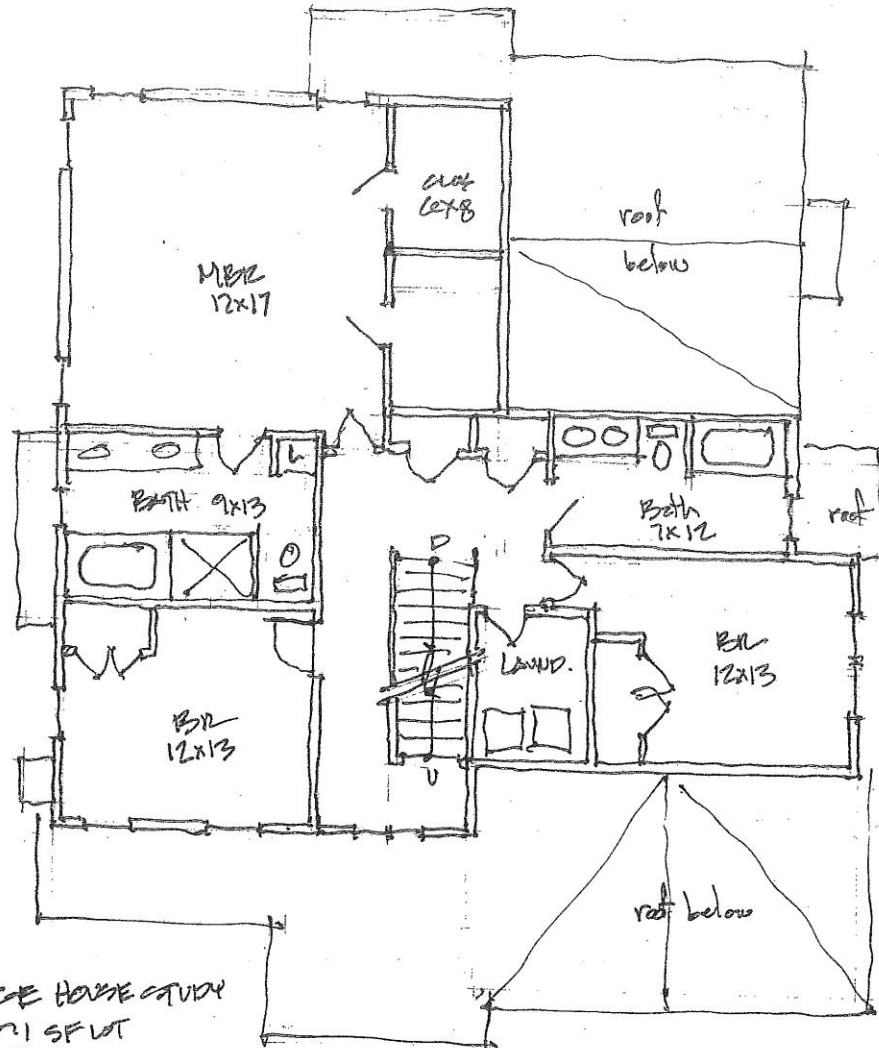 CLOS
6x8
roof
below
MBR
12x17
BATH 9x13
Bath
7x12
roof
D
LAUND.
BR
12x13
BR
12x13
U
roof below
HOUSE STUDY
71 SF LOT